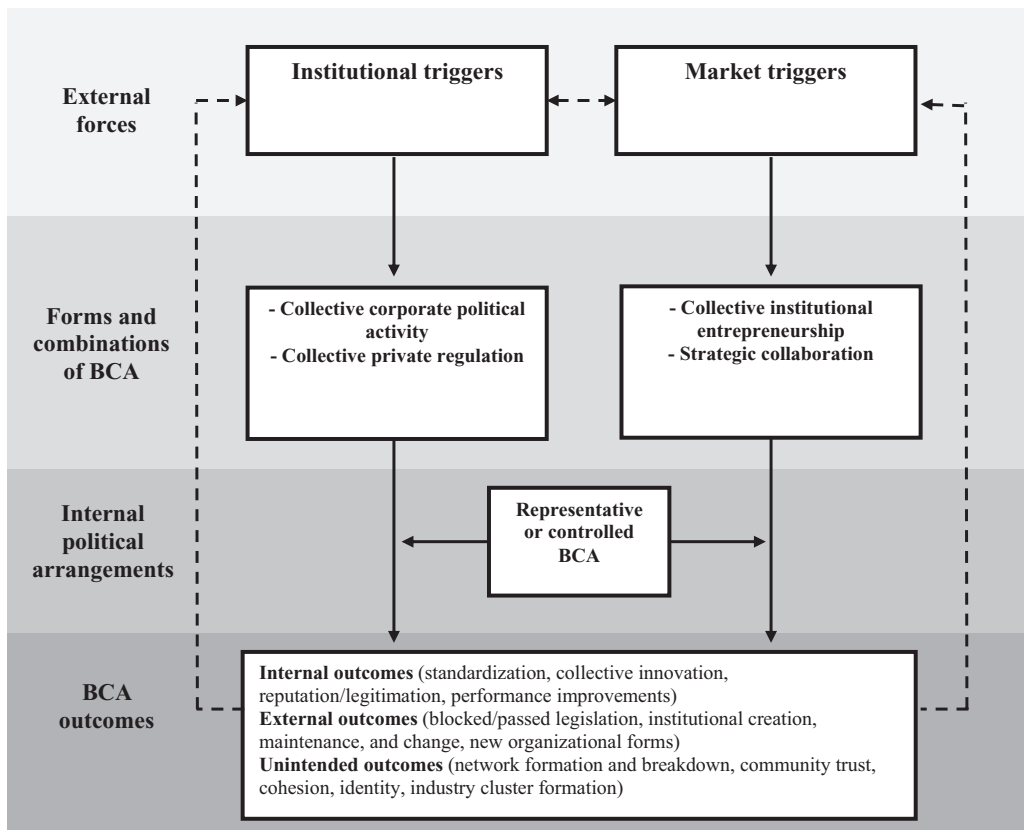 External
forces
Institutional triggers
Market triggers
Forms and
combinations
of BCA
- Collective corporate political
activity
- Collective private regulation
- Collective institutional
entrepreneurship
- Strategic collaboration
Internal
political
arrangements
Representative
or controlled
BCA
BCA
outcomes
Internal outcomes (standardization, collective innovation,
reputation/legitimation, performance improvements)
External outcomes (blocked/passed legislation, institutional creation,
maintenance, and change, new organizational forms)
Unintended outcomes (network formation and breakdown, community trust,
cohesion, identity, industry cluster formation)